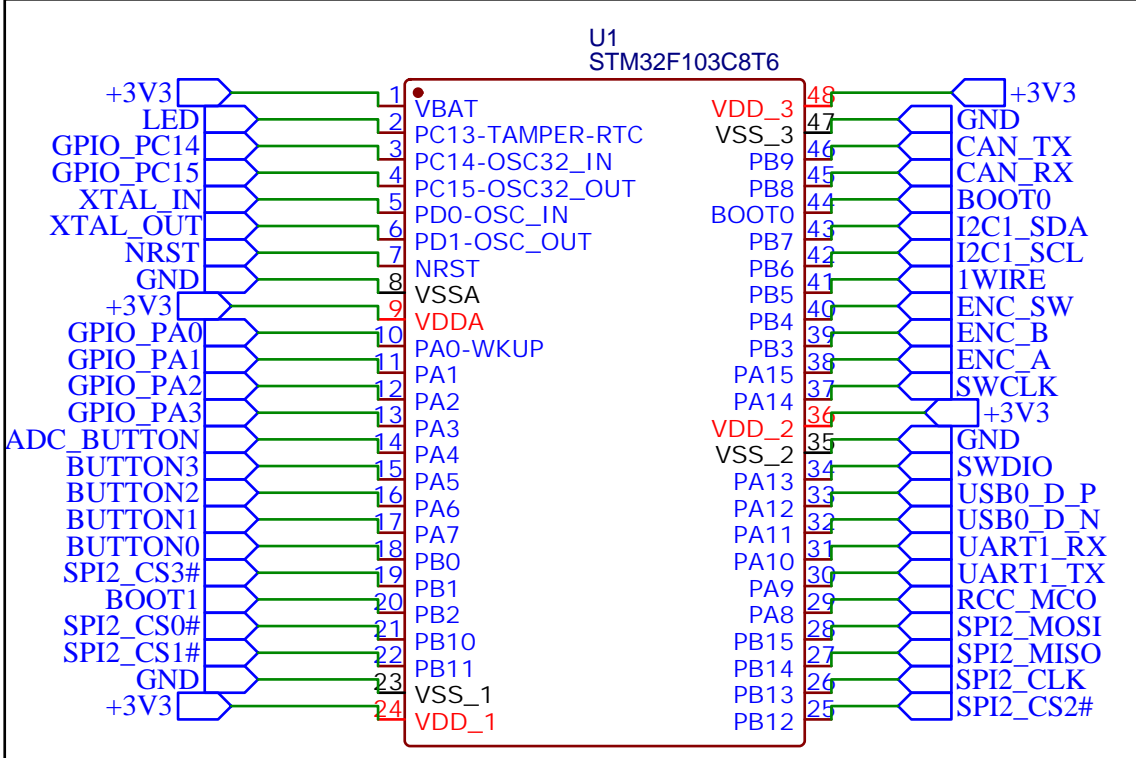 U1
STM32F103C8T6
+3V3 1 VBAT VDD_3 48 +3V3
LED 2 PC13-TAMPER-RTC VSS_3 47 GND
GPIO_PC14 3 PC14-OSC32_IN PB9 46 CAN_TX
GPIO_PC15 4 PC15-OSC32_OUT PB8 45 CAN_RX
XTAL_IN 5 PD0-OSC_IN BOOT0 44 BOOT0
XTAL_OUT 6 PD1-OSC_OUT PB7 43 I2C1_SDA
NRST 7 NRST PB6 42 I2C1_SCL
GND 8 VSSA PB5 41 1WIRE
+3V3 9 VDDA PB4 40 ENC_SW
GPIO_PA0 10 PA0-WKUP PB3 39 ENC_B
GPIO_PA1 11 PA1 PA15 38 ENC_A
GPIO_PA2 12 PA2 PA14 37 SWCLK
GPIO_PA3 13 PA3 VDD_2 36 +3V3
ADC_BUTTON 14 PA4 VSS_2 35 GND
BUTTON3 15 PA5 PA13 34 SWDIO
BUTTON2 16 PA6 PA12 33 USB0_D_P
BUTTON1 17 PA7 PA11 32 USB0_D_N
BUTTON0 18 PB0 PA10 31 UART1_RX
SPI2_CS3# 19 PB1 PA9 30 UART1_TX
BOOT1 20 PB2 PA8 29 RCC_MCO
SPI2_CS0# 21 PB10 PB15 28 SPI2_MOSI
SPI2_CS1# 22 PB11 PB14 27 SPI2_MISO
GND 23 VSS_1 PB13 26 SPI2_CLK
+3V3 24 VDD_1 PB12 25 SPI2_CS2#